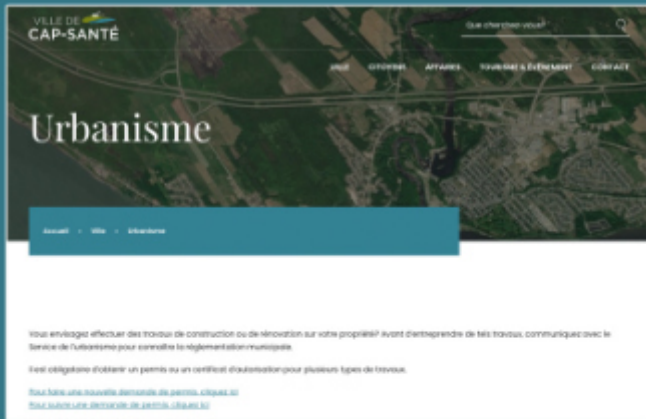 VILLE DE
CAP-SANTÉ
Que cherchez-vous?
VILLE CITOYENS AFFAIRES TOURISME & ÉVÉNEMENT CONTACT
Urbanisme
Accueil > Ville > Urbanisme
Vous envisagez effectuer des travaux de construction ou de rénovation sur votre propriété? Avant d'entreprendre de tels travaux, communiquez avec le
Service de l'urbanisme pour connaître la réglementation municipale.
Il est obligatoire d'obtenir un permis ou un certificat d'autorisation pour plusieurs types de travaux.
Pour faire une nouvelle demande de permis, cliquez ici
Pour suivre une demande de permis, cliquez ici